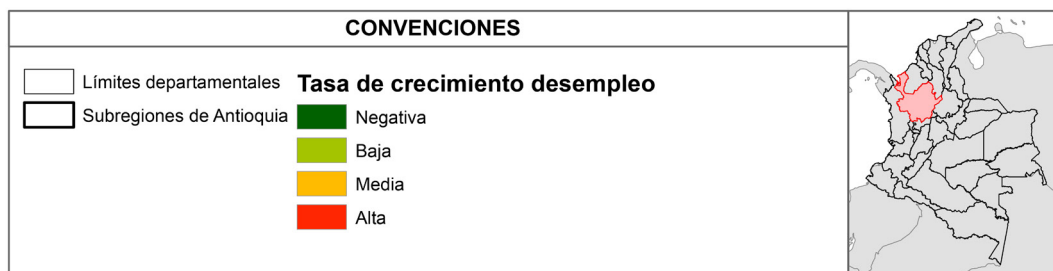 CONVENCIONES
Límites departamentales
Subregiones de Antioquia
Tasa de crecimiento desempleo
Negativa
Baja
Media
Alta